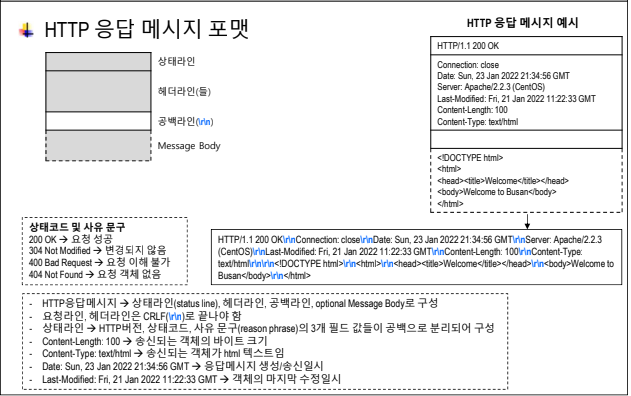 HTTP 응답 메시지 포맷
상태라인
헤더라인(들)
공백라인(\r\n)
Message Body
HTTP 응답 메시지 예시
HTTP/1.1 200 OK
Connection: close
Date: Sun, 23 Jan 2022 21:34:56 GMT
Server: Apache/2.2.3 (CentOS)
Last-Modified: Fri, 21 Jan 2022 11:22:33 GMT
Content-Length: 100
Content-Type: text/html
<!DOCTYPE html>
<html>
<head><title>Welcome</title></head>
<body>Welcome to Busan</body>
</html>
상태코드 및 사유 문구
200 OK → 요청 성공
304 Not Modified → 변경되지 않음
400 Bad Request → 요청 이해 불가
404 Not Found → 요청 객체 없음
HTTP/1.1 200 OK\r\nConnection: close\r\nDate: Sun, 23 Jan 2022 21:34:56 GMT\r\nServer: Apache/2.2.3
(CentOS)\r\nLast-Modified: Fri, 21 Jan 2022 11:22:33 GMT\r\nContent-Length: 100\r\nContent-Type:
text/html\r\n\r\n<!DOCTYPE html>\r\n<html>\r\n<head><title>Welcome</title></head>\r\n<body>Welcome to
Busan</body>\r\n</html>
- HTTP응답메시지 → 상태라인(status line), 헤더라인, 공백라인, optional Message Body로 구성
- 요청라인, 헤더라인은 CRLF(\r\n)로 끝나야 함
- 상태라인 → HTTP버전, 상태코드, 사유 문구(reason phrase)의 3개 필드 값들이 공백으로 분리되어 구성
- Content-Length: 100 → 송신되는 객체의 바이트 크기
- Content-Type: text/html → 송신되는 객체가 html 텍스트임
- Date: Sun, 23 Jan 2022 21:34:56 GMT → 응답메시지 생성/송신일시
- Last-Modified: Fri, 21 Jan 2022 11:22:33 GMT → 객체의 마지막 수정일시